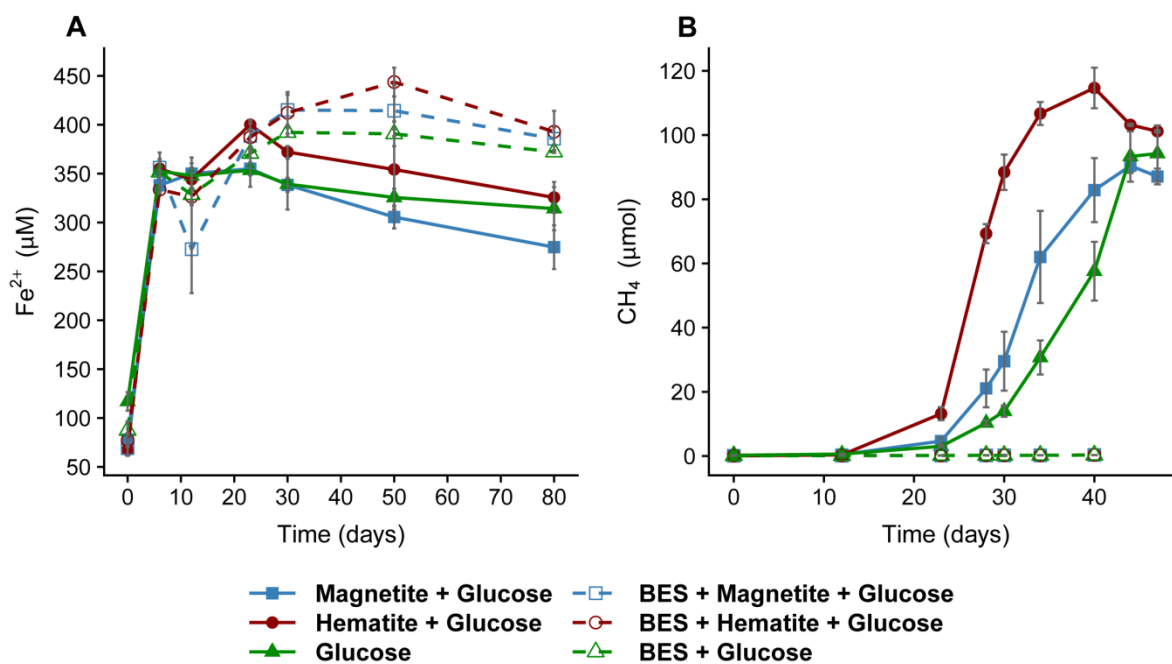 A
Fe²⁺ (µM)
450
400
350
300
250
200
150
100
50
0
10
20
30
40
50
60
70
80
Time (days)
B
CH₄ (µmol)
120
100
80
60
40
20
0
0
10
20
30
40
Time (days)
Magnetite + Glucose
Hematite + Glucose
Glucose
BES + Magnetite + Glucose
BES + Hematite + Glucose
BES + Glucose